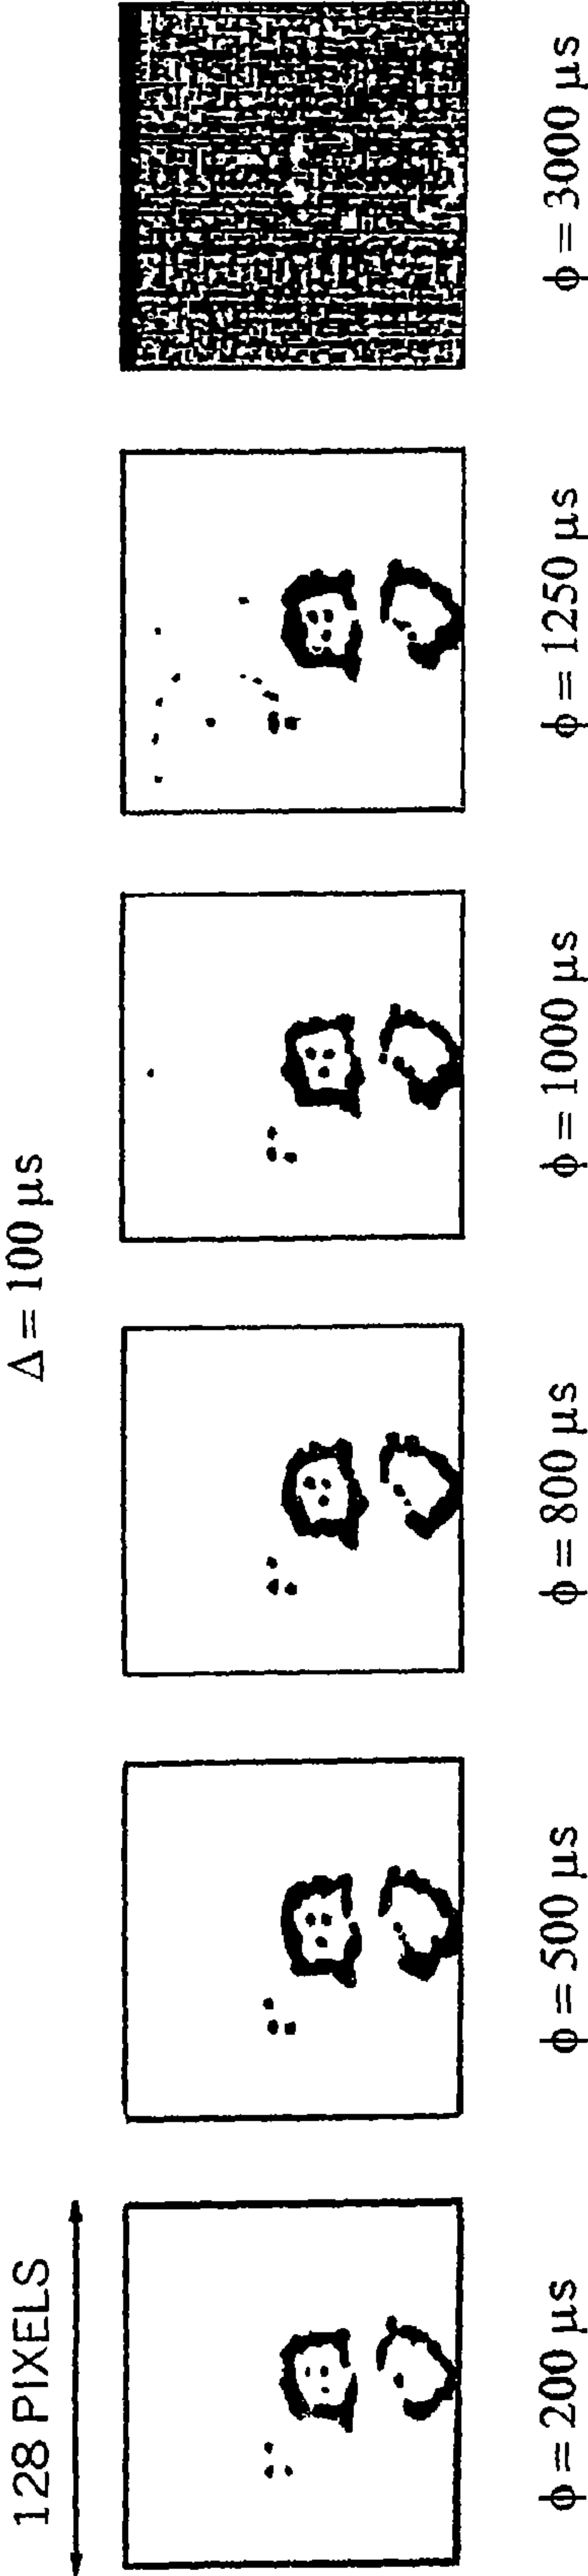 Δ = 100 μs
128 PIXELS
ϕ = 200 μs
ϕ = 500 μs
ϕ = 800 μs
ϕ = 1000 μs
ϕ = 1250 μs
ϕ = 3000 μs